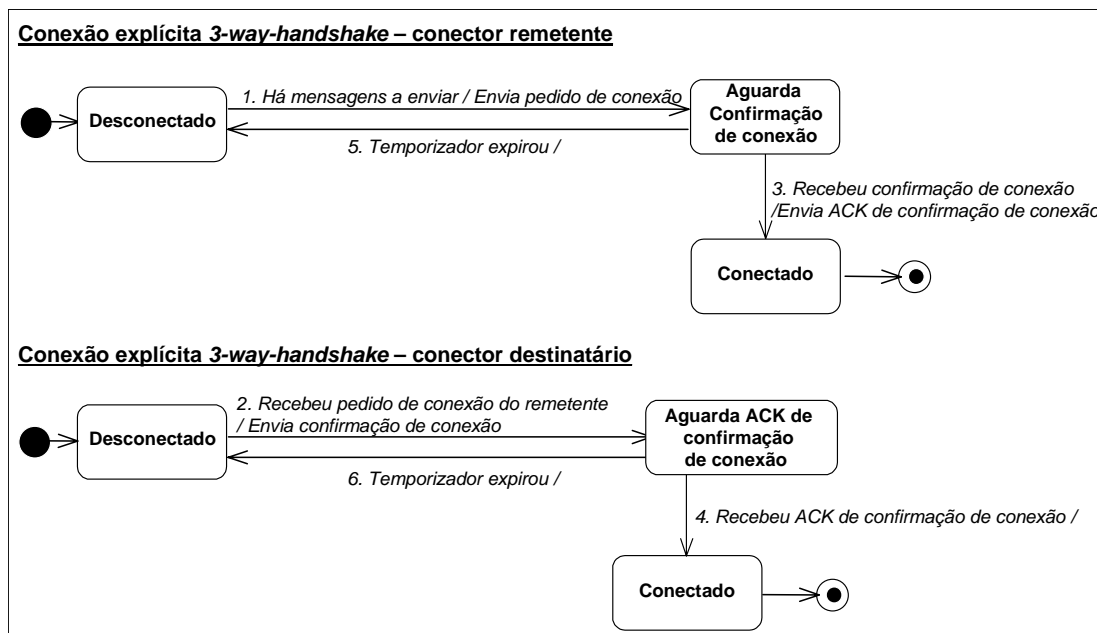 Conexão explícita 3-way-handshake – conector remetente
1. Há mensagens a enviar / Envia pedido de conexão
Desconectado
Aguarda
Confirmação
de conexão
5. Temporizador expirou /
3. Recebeu confirmação de conexão
/Envia ACK de confirmação de conexão
Conectado
Conexão explícita 3-way-handshake – conector destinatário
2. Recebeu pedido de conexão do remetente
/ Envia confirmação de conexão
Desconectado
Aguarda ACK de
confirmação
de conexão
6. Temporizador expirou /
4. Recebeu ACK de confirmação de conexão /
Conectado